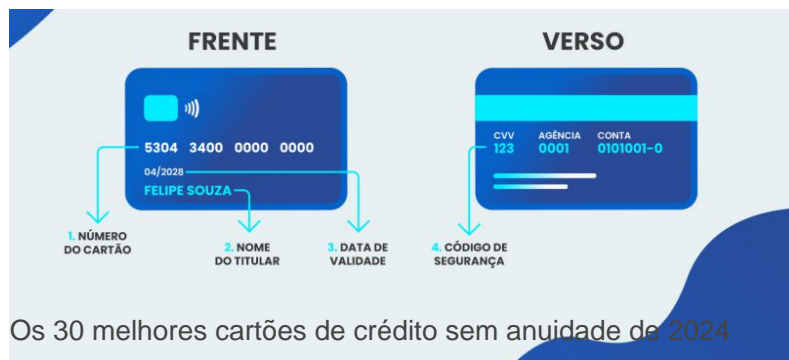 FRENTE
VERSO
5304 3400 0000 0000
04/2028
FELIPE SOUZA
CVV AGÊNCIA CONTA
123 0001 0101001-0
1. NÚMERO
DO CARTÃO
2. NOME
DO TITULAR
3. DATA DE
VALIDADE
4. CÓDIGO DE
SEGURANÇA
Os 30 melhores cartões de crédito sem anuidade de 2024